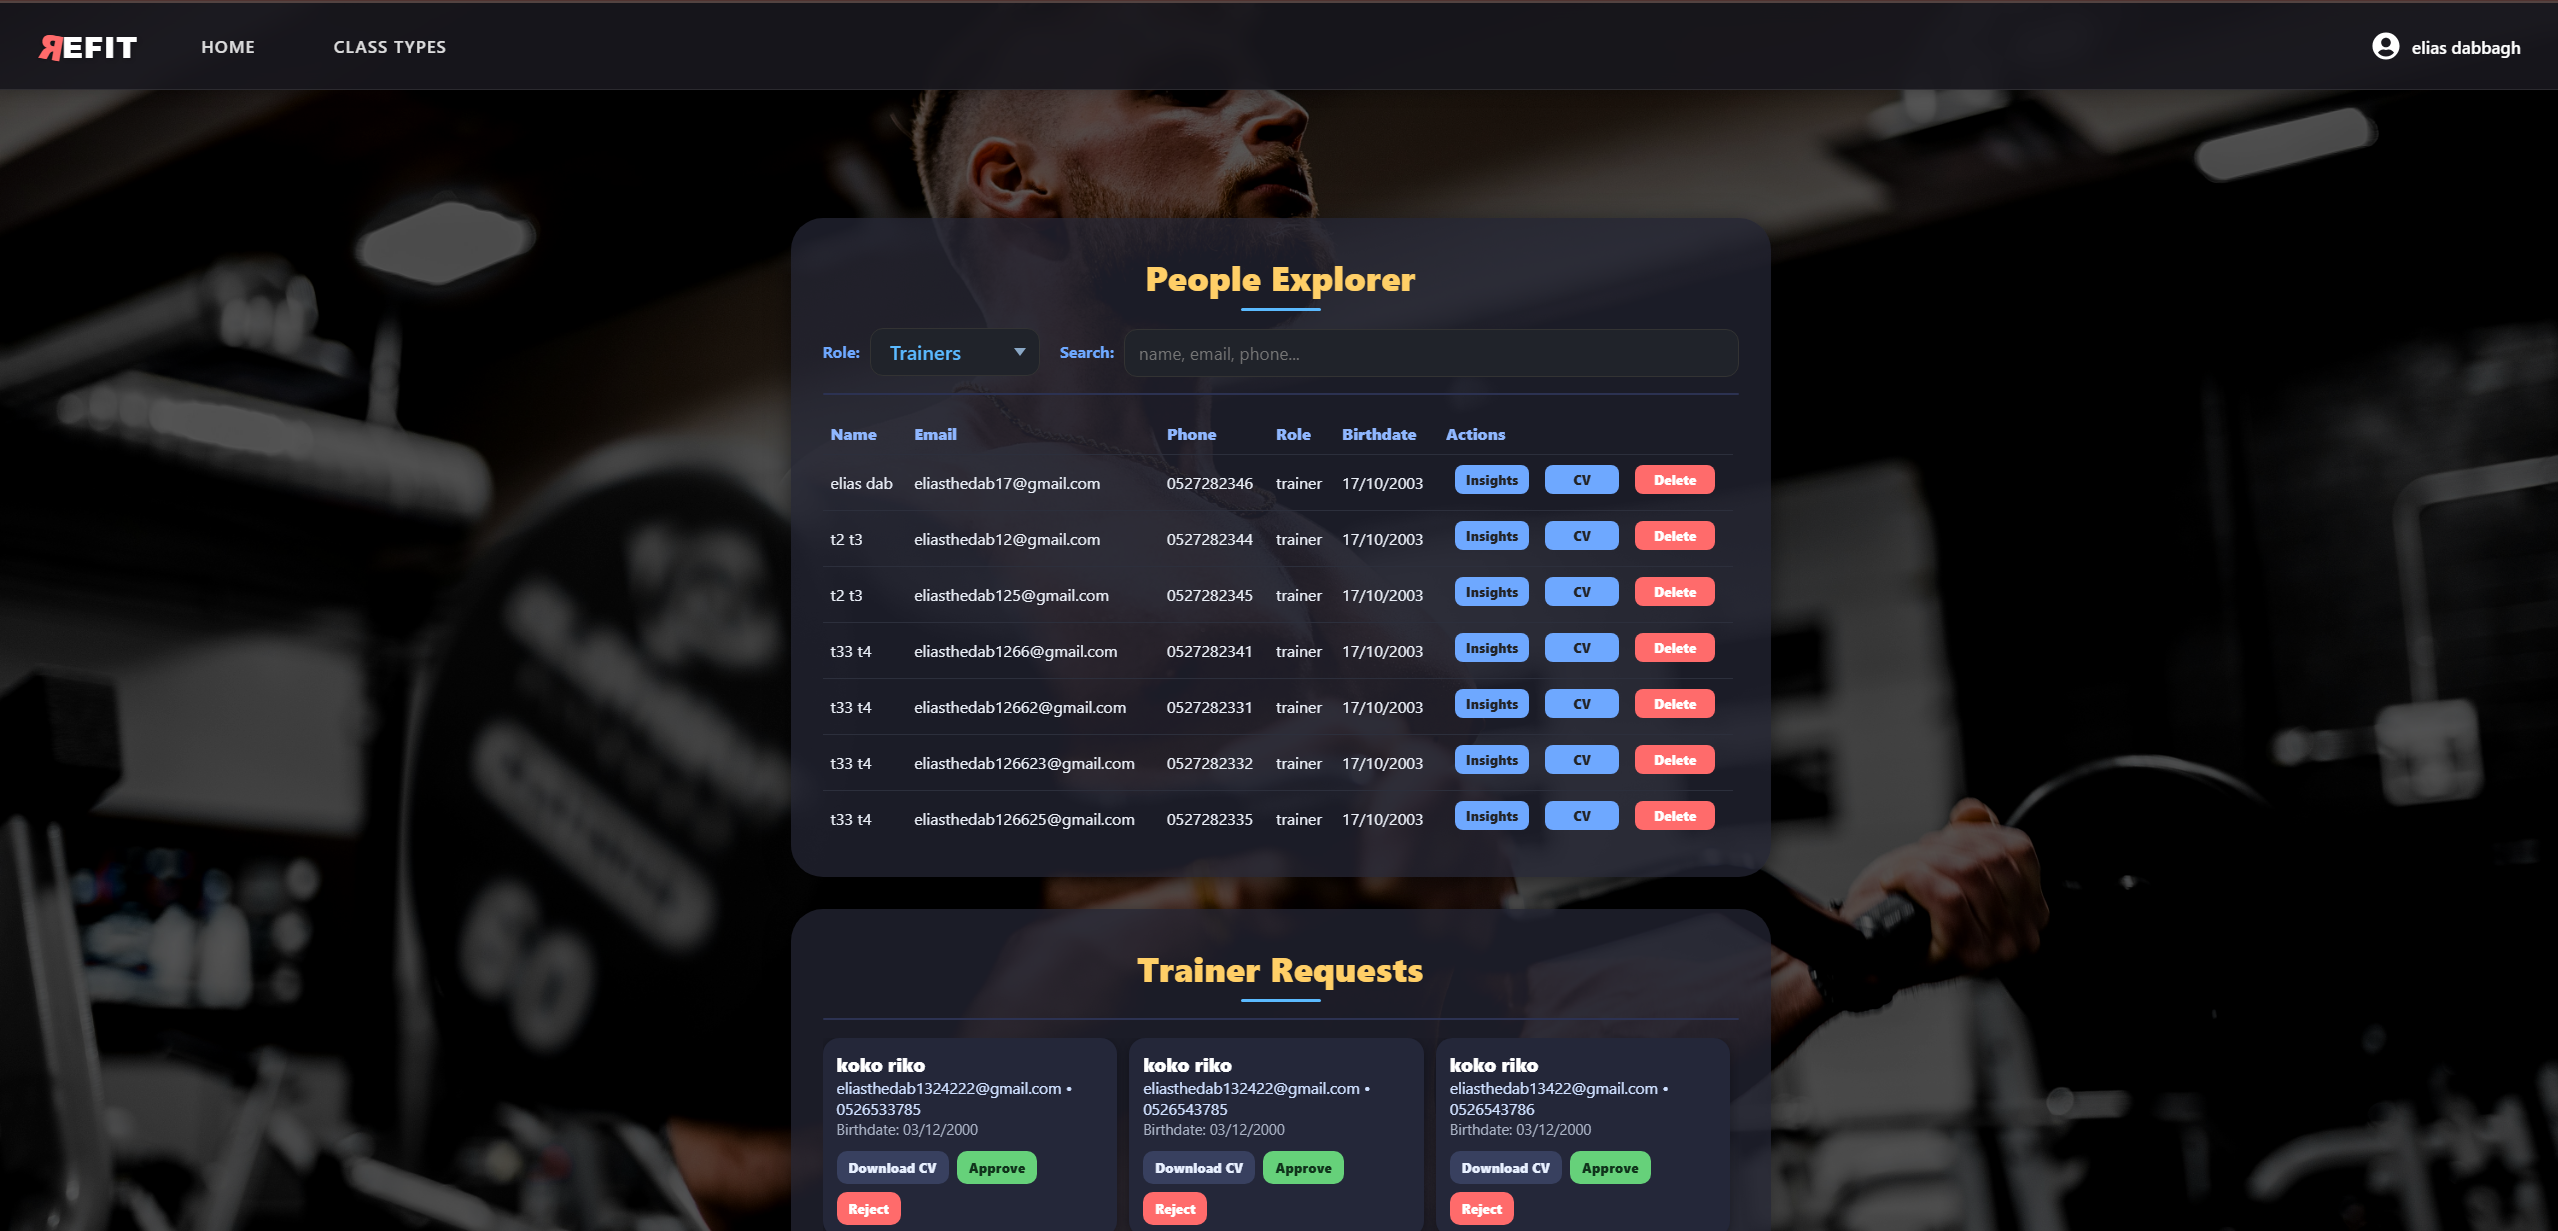 REFIT HOME CLASS TYPES elias dabbagh
People Explorer
Role: Trainers Search: name, email, phone...
Name Email Phone Role Birthdate Actions
elias dab eliasthedab17@gmail.com 0527282346 trainer 17/10/2003 Insights CV Delete
t2 t3 eliasthedab12@gmail.com 0527282344 trainer 17/10/2003 Insights CV Delete
t2 t3 eliasthedab125@gmail.com 0527282345 trainer 17/10/2003 Insights CV Delete
t33 t4 eliasthedab1266@gmail.com 0527282341 trainer 17/10/2003 Insights CV Delete
t33 t4 eliasthedab12662@gmail.com 0527282331 trainer 17/10/2003 Insights CV Delete
t33 t4 eliasthedab126623@gmail.com 0527282332 trainer 17/10/2003 Insights CV Delete
t33 t4 eliasthedab126625@gmail.com 0527282335 trainer 17/10/2003 Insights CV Delete
Trainer Requests
koko riko
eliasthedab1324222@gmail.com •
0526533785
Birthdate: 03/12/2000
Download CV Approve
Reject
koko riko
eliasthedab132422@gmail.com •
0526543785
Birthdate: 03/12/2000
Download CV Approve
Reject
koko riko
eliasthedab13422@gmail.com •
0526543786
Birthdate: 03/12/2000
Download CV Approve
Reject